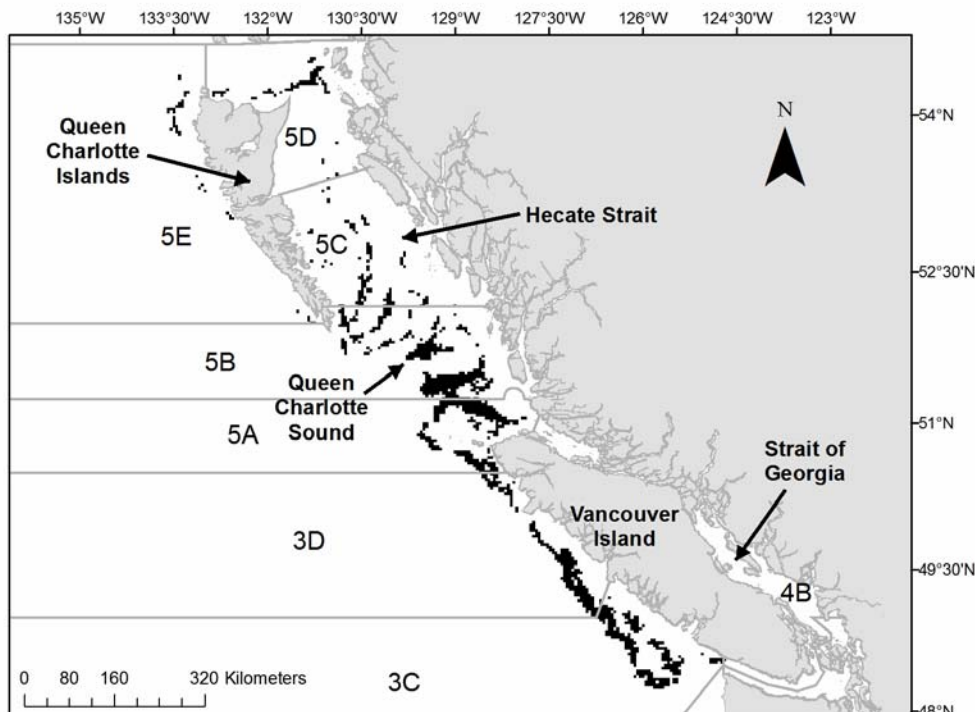 135°W 133°30'W 132°W 130°30'W 129°W 127°30'W 126°W 124°30'W 123°W
54°N
52°30'N
51°N
49°30'N
48°N
N
Queen
Charlotte
Islands
5D
Hecate Strait
5E
5C
5B
Queen
Charlotte
Sound
5A
Strait of
Georgia
Vancouver
Island
3D
4B
3C
0 80 160 320 Kilometers